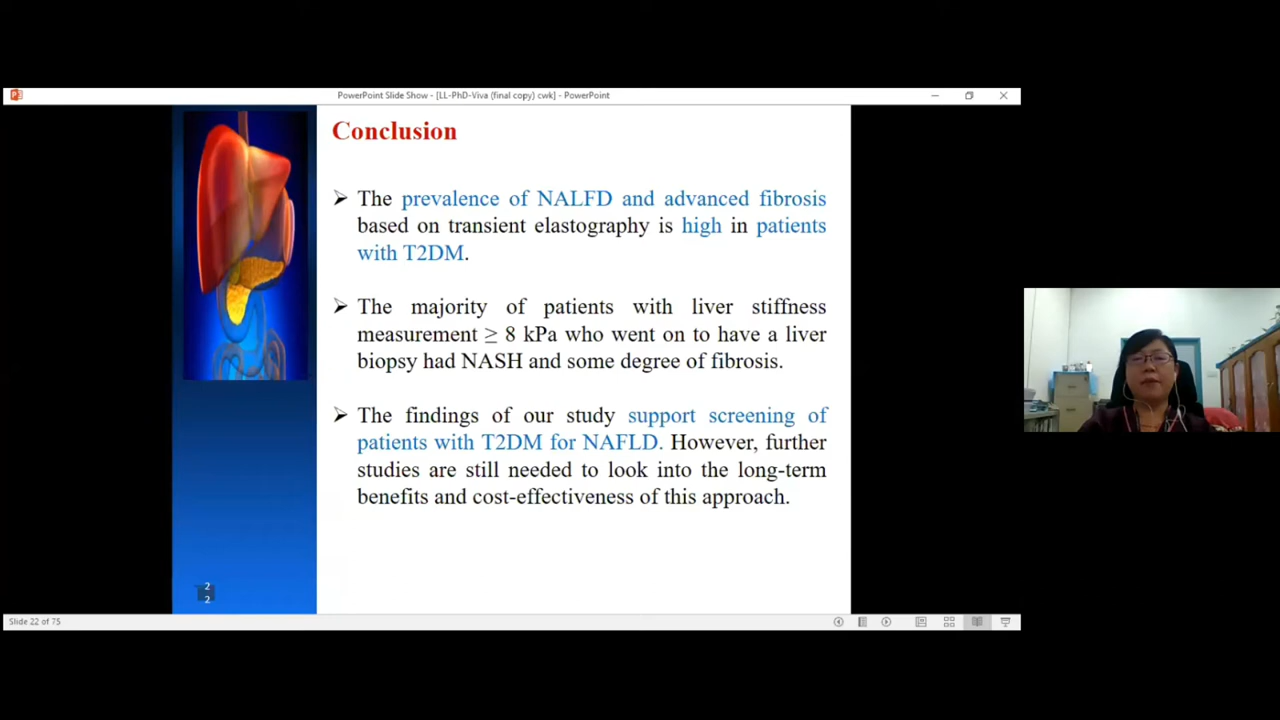 PowerPoint Slide Show - [LL-PhD-Viva (final copy) cwk] - PowerPoint
Conclusion
➢ The prevalence of NALFD and advanced fibrosis
based on transient elastography is high in patients
with T2DM.
➢ The majority of patients with liver stiffness
measurement ≥ 8 kPa who went on to have a liver
biopsy had NASH and some degree of fibrosis.
➢ The findings of our study support screening of
patients with T2DM for NAFLD. However, further
studies are still needed to look into the long-term
benefits and cost-effectiveness of this approach.
2
2
Slide 22 of 75